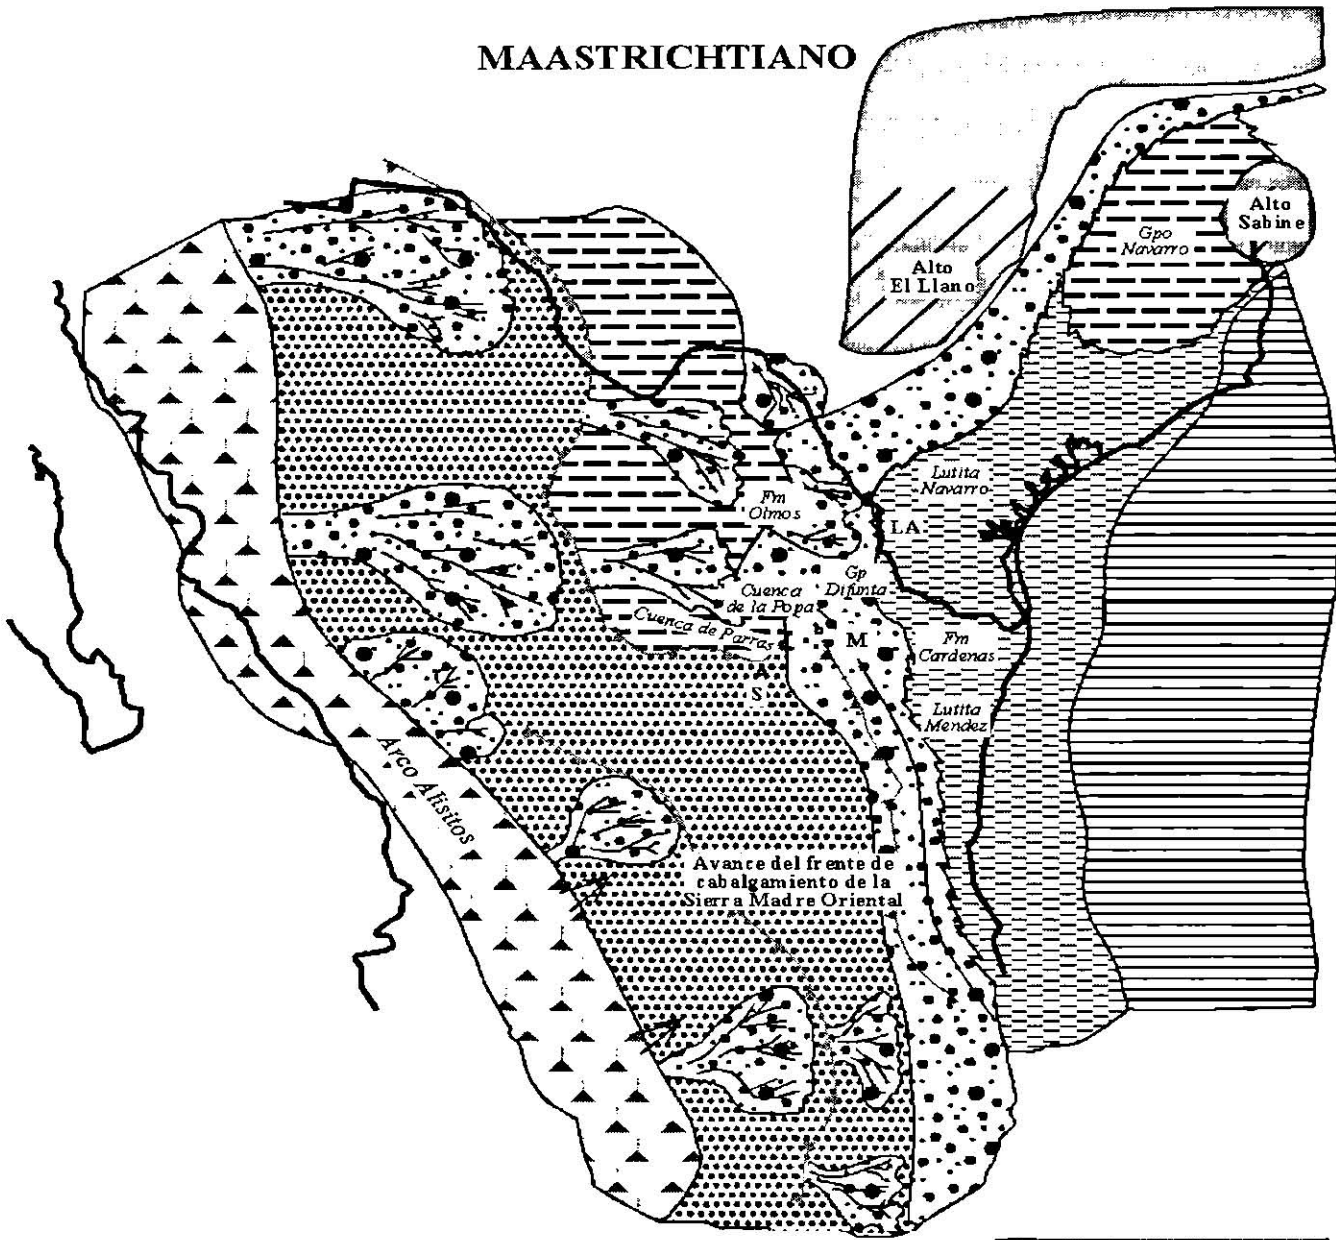 MAASTRICHTIANO
Alto
Sabine
Gpo
Navarro
Alto
El Llano
Lutita
Navarro
Fm
Olmos
LA
Gp
Difunta
Cuenca
de la Popa
Cuenca de Parras
M
Fm
Cardenas
A
S
Lutita
Mendez
Arco Alisitos
Avance del frente de
cabalgamiento de la
Sierra Madre Oriental